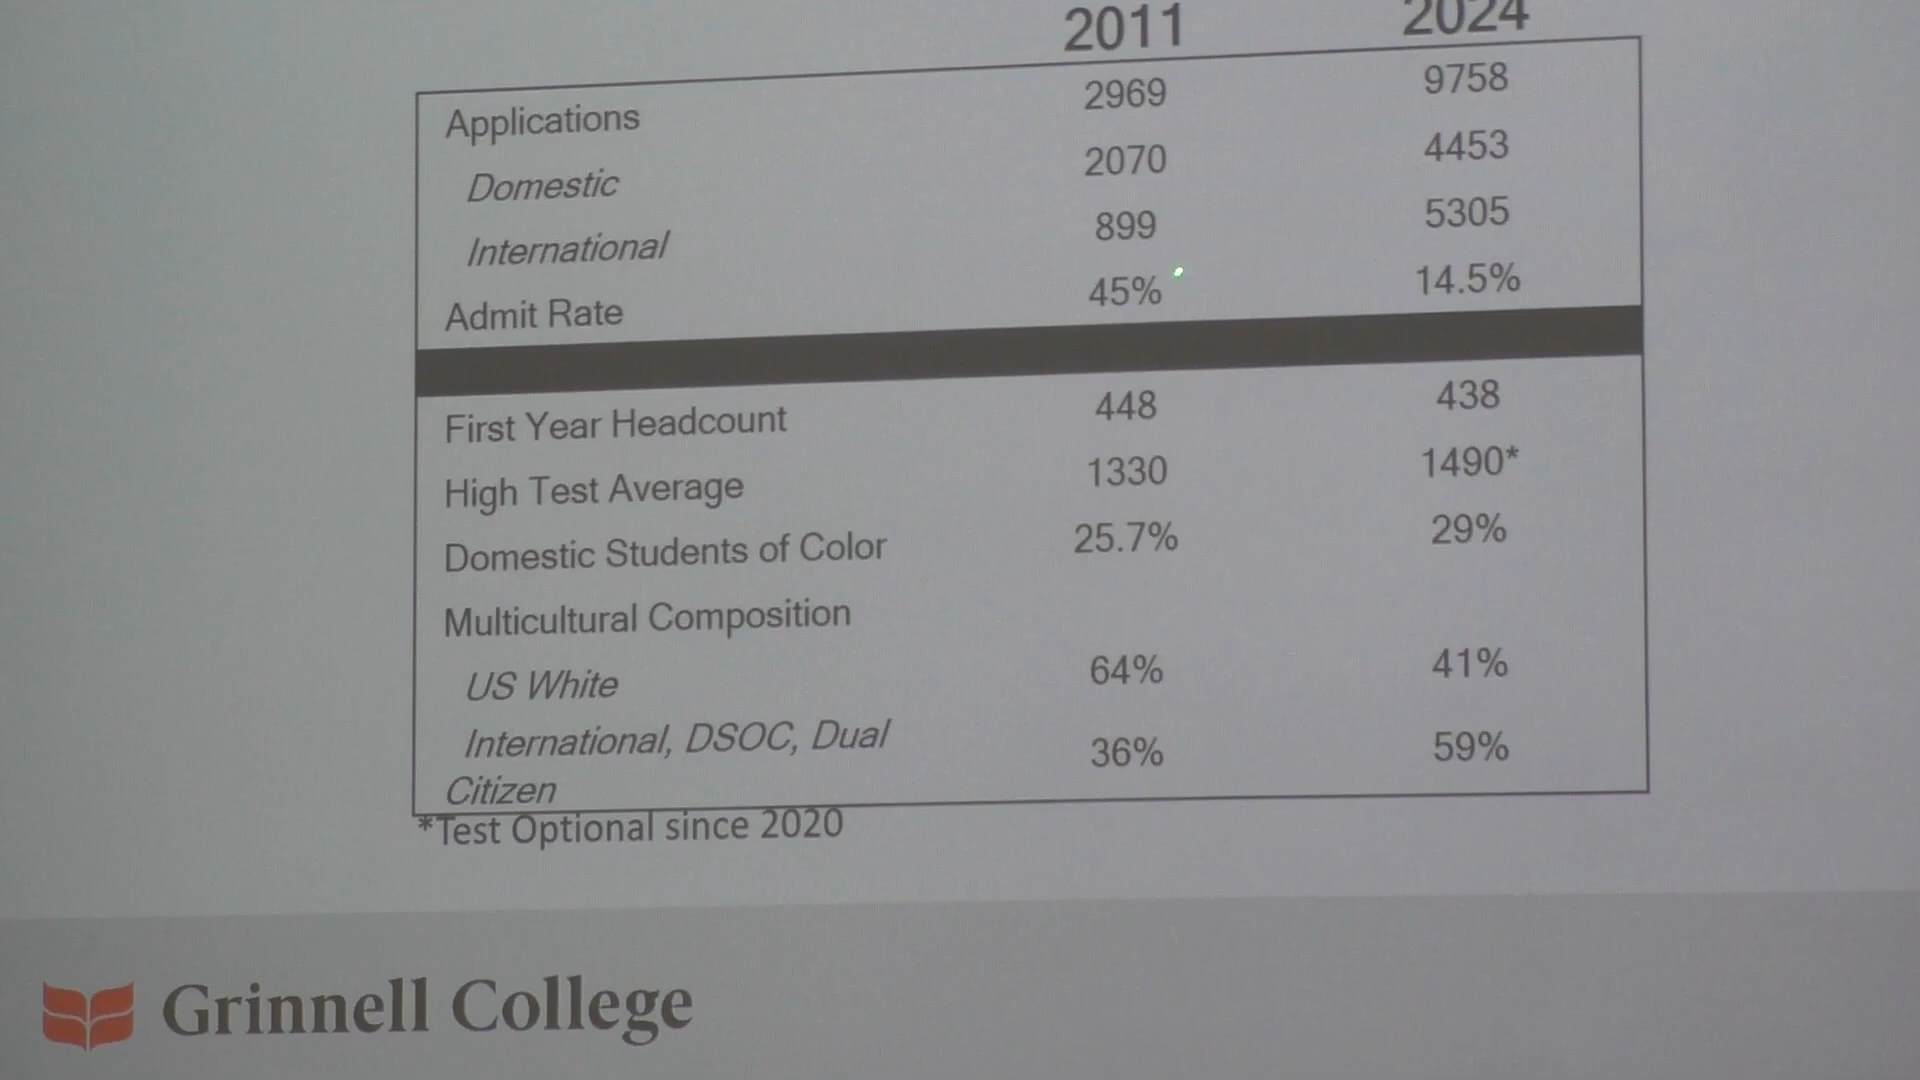 2011 2024
Applications 2969 9758
Domestic 2070 4453
International 899 5305
Admit Rate 45% 14.5%
First Year Headcount 448 438
High Test Average 1330 1490*
Domestic Students of Color 25.7% 29%
Multicultural Composition
US White 64% 41%
International, DSOC, Dual 36% 59%
Citizen
*Test Optional since 2020
Grinnell College